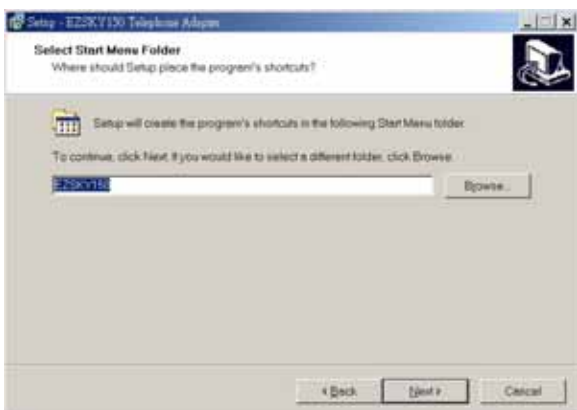 Setup - EZSKY150 Telephone Adapter
Select Start Menu Folder
Where should Setup place the program's shortcuts?
Setup will create the program's shortcuts in the following Start Menu folder.
To continue, click Next. If you would like to select a different folder, click Browse.
EZSKY150
Browse...
< Back
Next >
Cancel